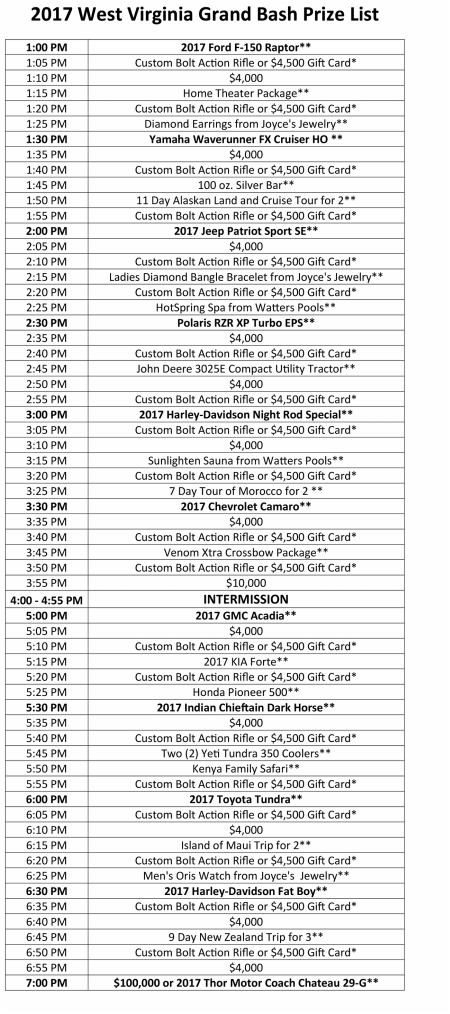 2017 West Virginia Grand Bash Prize List
1:00 PM 2017 Ford F-150 Raptor**
1:05 PM Custom Bolt Action Rifle or $4,500 Gift Card*
1:10 PM $4,000
1:15 PM Home Theater Package**
1:20 PM Custom Bolt Action Rifle or $4,500 Gift Card*
1:25 PM Diamond Earrings from Joyce's Jewelry**
1:30 PM Yamaha Waverunner FX Cruiser HO **
1:35 PM $4,000
1:40 PM Custom Bolt Action Rifle or $4,500 Gift Card*
1:45 PM 100 oz. Silver Bar**
1:50 PM 11 Day Alaskan Land and Cruise Tour for 2**
1:55 PM Custom Bolt Action Rifle or $4,500 Gift Card*
2:00 PM 2017 Jeep Patriot Sport SE**
2:05 PM $4,000
2:10 PM Custom Bolt Action Rifle or $4,500 Gift Card*
2:15 PM Ladies Diamond Bangle Bracelet from Joyce's Jewelry**
2:20 PM Custom Bolt Action Rifle or $4,500 Gift Card*
2:25 PM HotSpring Spa from Watters Pools**
2:30 PM Polaris RZR XP Turbo EPS**
2:35 PM $4,000
2:40 PM Custom Bolt Action Rifle or $4,500 Gift Card*
2:45 PM John Deere 3025E Compact Utility Tractor**
2:50 PM $4,000
2:55 PM Custom Bolt Action Rifle or $4,500 Gift Card*
3:00 PM 2017 Harley-Davidson Night Rod Special**
3:05 PM Custom Bolt Action Rifle or $4,500 Gift Card*
3:10 PM $4,000
3:15 PM Sunlighten Sauna from Watters Pools**
3:20 PM Custom Bolt Action Rifle or $4,500 Gift Card*
3:25 PM 7 Day Tour of Morocco for 2 **
3:30 PM 2017 Chevrolet Camaro**
3:35 PM $4,000
3:40 PM Custom Bolt Action Rifle or $4,500 Gift Card*
3:45 PM Venom Xtra Crossbow Package**
3:50 PM Custom Bolt Action Rifle or $4,500 Gift Card*
3:55 PM $10,000
4:00 - 4:55 PM INTERMISSION
5:00 PM 2017 GMC Acadia**
5:05 PM $4,000
5:10 PM Custom Bolt Action Rifle or $4,500 Gift Card*
5:15 PM 2017 KIA Forte**
5:20 PM Custom Bolt Action Rifle or $4,500 Gift Card*
5:25 PM Honda Pioneer 500**
5:30 PM 2017 Indian Chieftain Dark Horse**
5:35 PM $4,000
5:40 PM Custom Bolt Action Rifle or $4,500 Gift Card*
5:45 PM Two (2) Yeti Tundra 350 Coolers**
5:50 PM Kenya Family Safari**
5:55 PM Custom Bolt Action Rifle or $4,500 Gift Card*
6:00 PM 2017 Toyota Tundra**
6:05 PM Custom Bolt Action Rifle or $4,500 Gift Card*
6:10 PM $4,000
6:15 PM Island of Maui Trip for 2**
6:20 PM Custom Bolt Action Rifle or $4,500 Gift Card*
6:25 PM Men's Oris Watch from Joyce's Jewelry**
6:30 PM 2017 Harley-Davidson Fat Boy**
6:35 PM Custom Bolt Action Rifle or $4,500 Gift Card*
6:40 PM $4,000
6:45 PM 9 Day New Zealand Trip for 3**
6:50 PM Custom Bolt Action Rifle or $4,500 Gift Card*
6:55 PM $4,000
7:00 PM $100,000 or 2017 Thor Motor Coach Chateau 29-G**